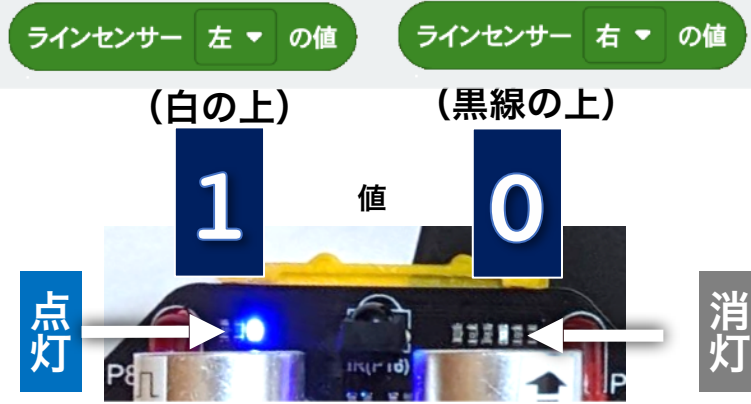 ラインセンサー 左 の値
ラインセンサー 右 の値
(白の上)
(黒線の上)
1
値
0
点灯
消灯
IR(P16)
P8
P